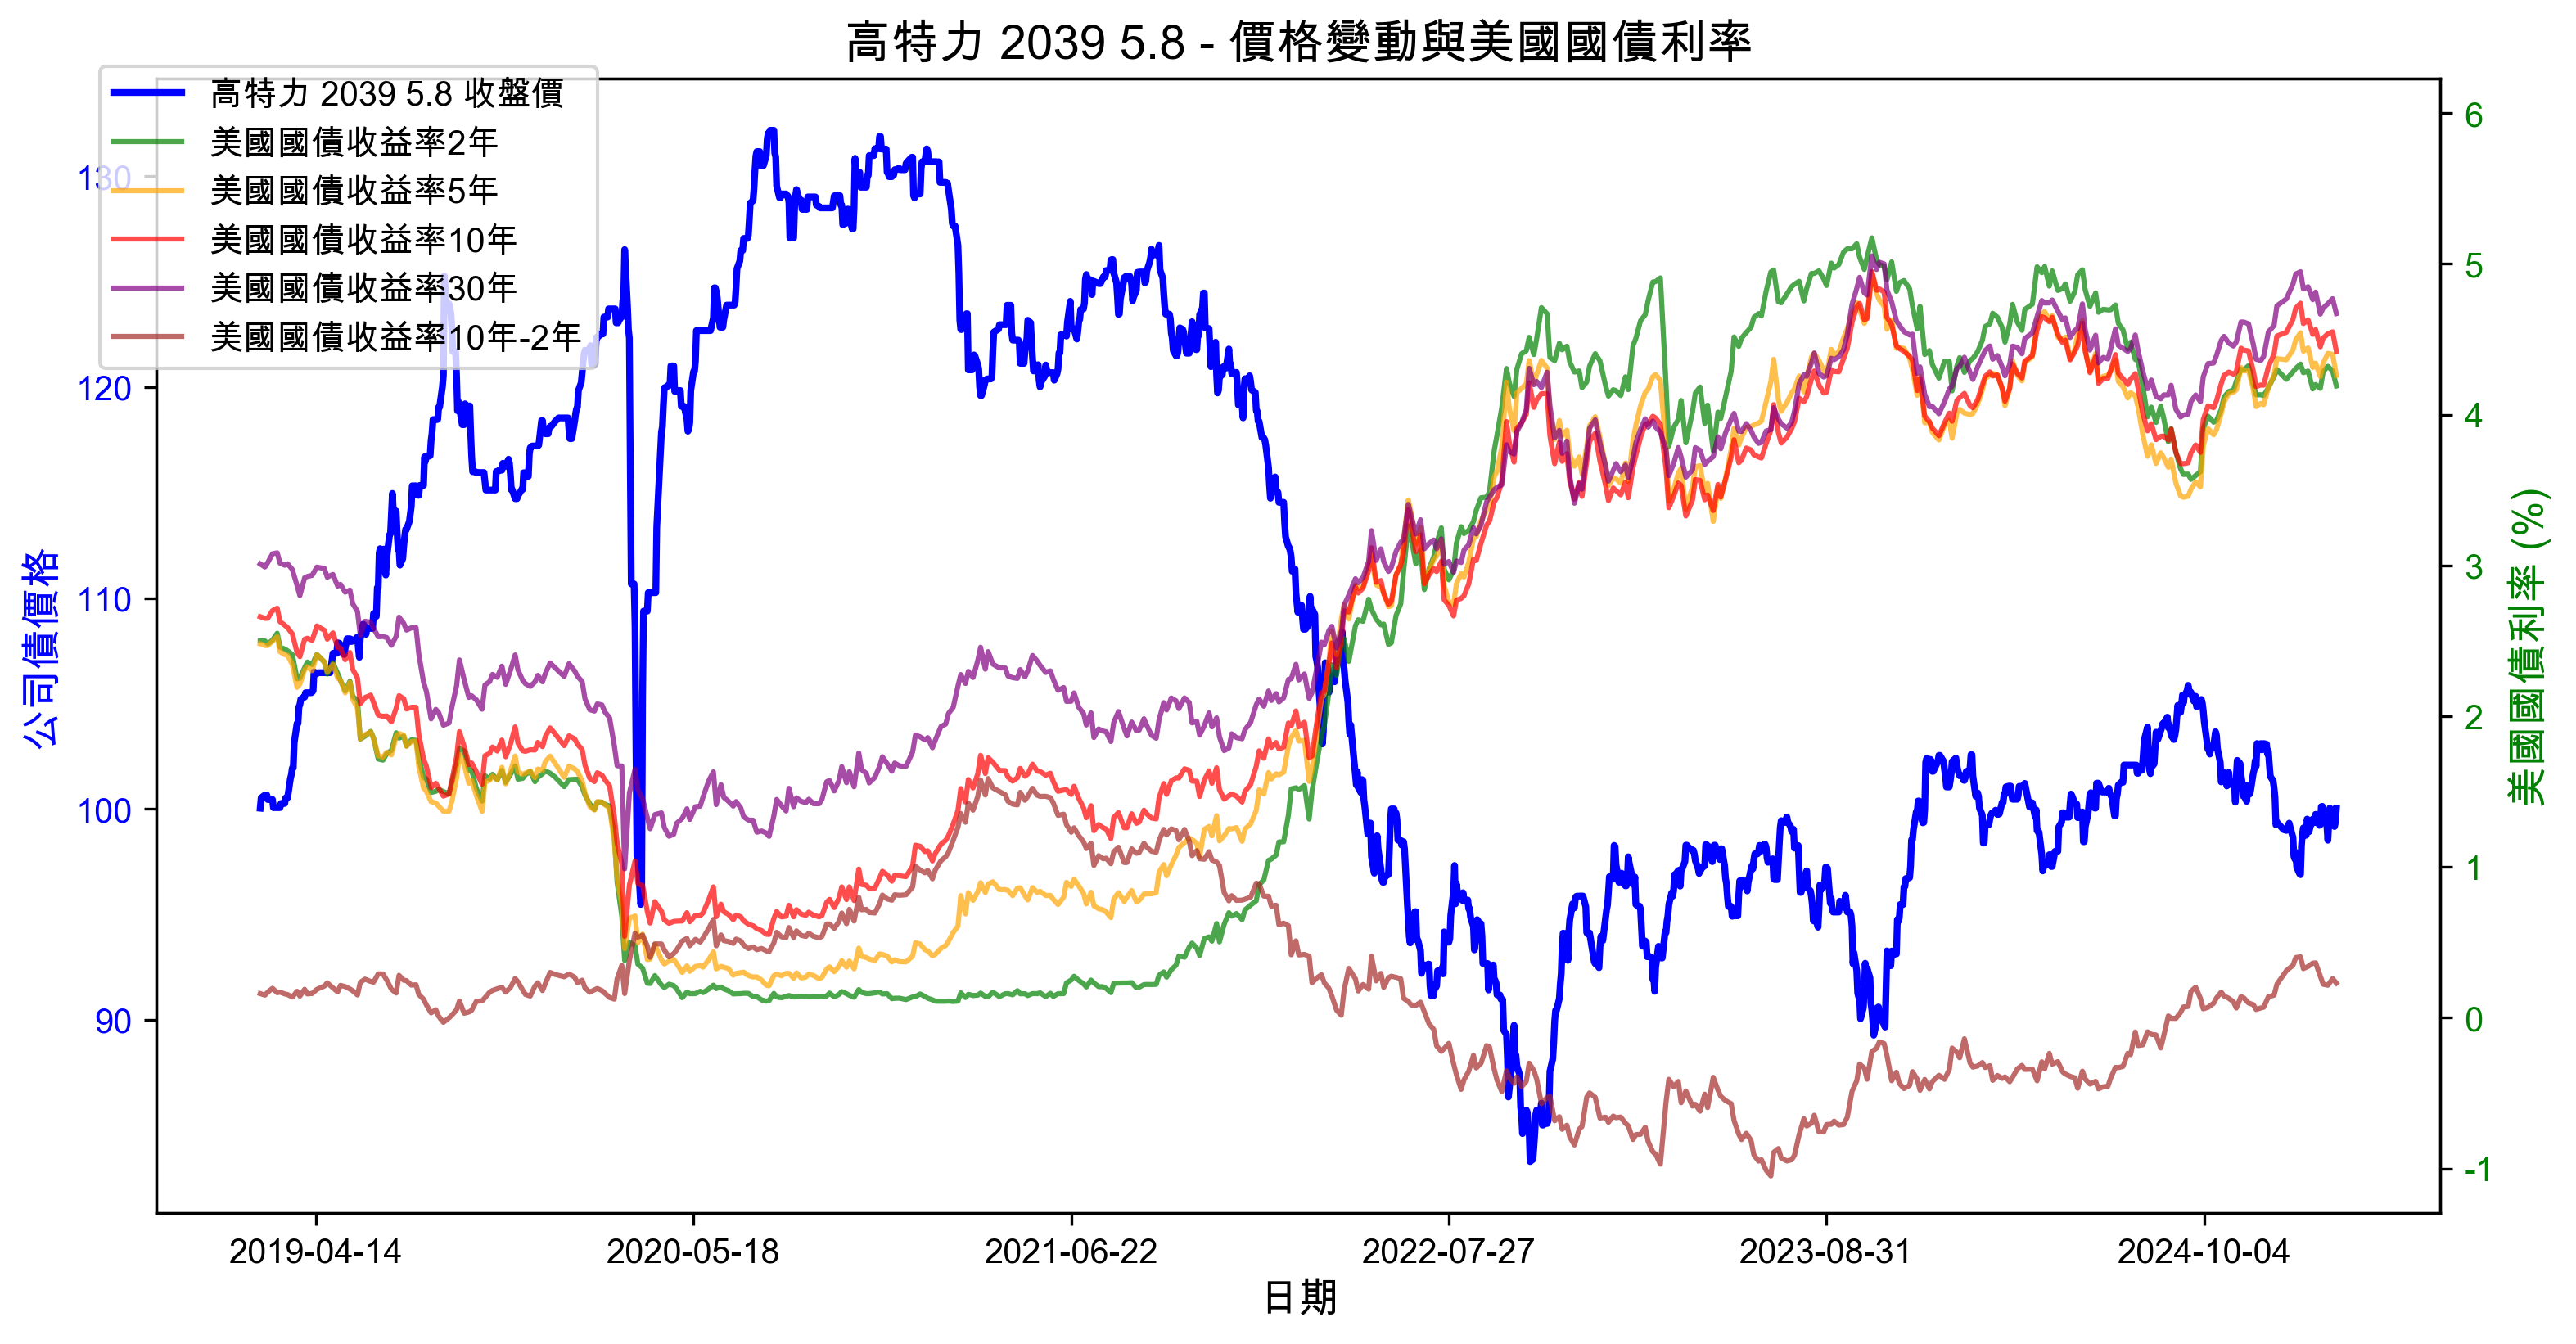 高特力 2039 5.8 - 價格變動與美國國債利率
高特力 2039 5.8 收盤價
美國國債收益率2年
美國國債收益率5年
美國國債收益率10年
美國國債收益率30年
美國國債收益率10年-2年
公司債價格
130
120
110
100
90
美國國債利率 (%)
6
5
4
3
2
1
0
-1
2019-04-14
2020-05-18
2021-06-22
2022-07-27
2023-08-31
2024-10-04
日期